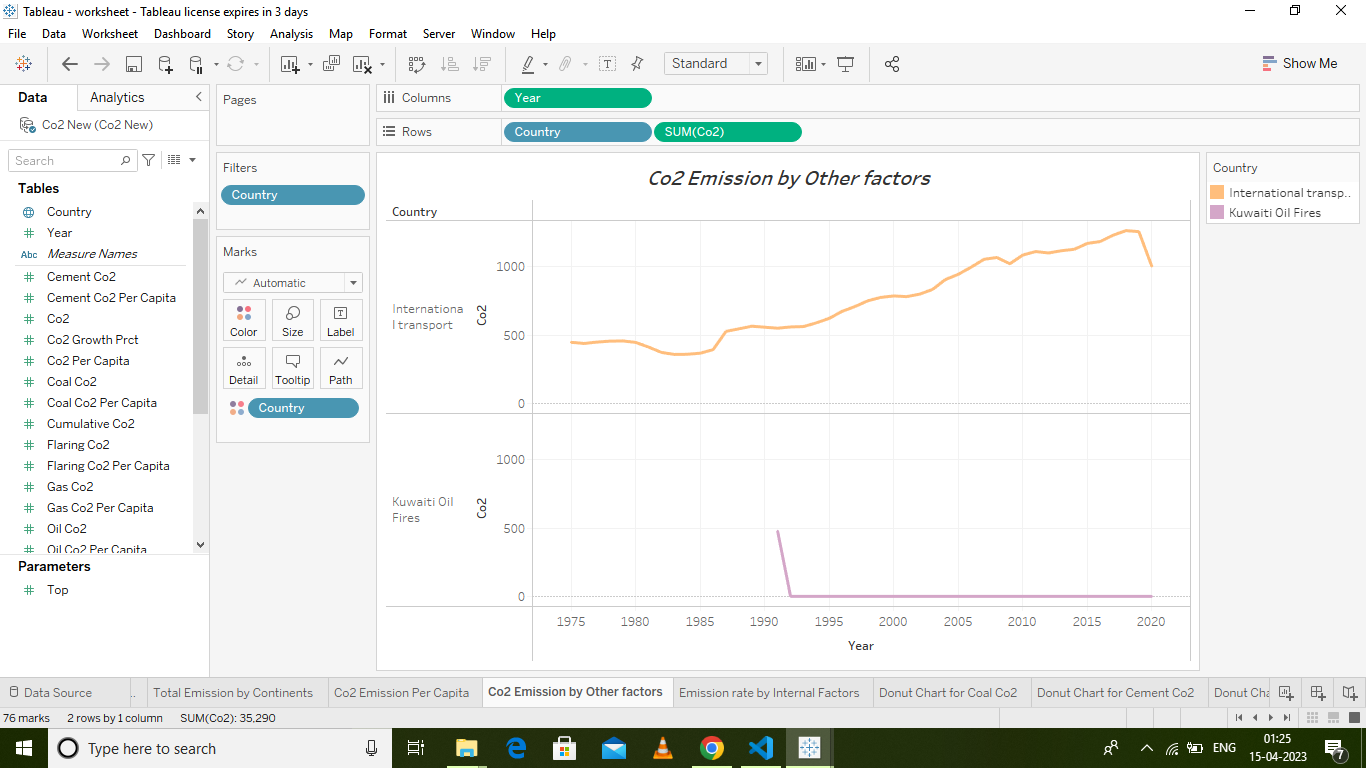 Tableau - worksheet - Tableau license expires in 3 days
File Data Worksheet Dashboard Story Analysis Map Format Server Window Help
Standard
Show Me
Data Analytics
Co2 New (Co2 New)
Search
Tables
Country
Year
Abc Measure Names
Cement Co2
Cement Co2 Per Capita
Co2
Co2 Growth Prct
Co2 Per Capita
Coal Co2
Coal Co2 Per Capita
Cumulative Co2
Flaring Co2
Flaring Co2 Per Capita
Gas Co2
Gas Co2 Per Capita
Oil Co2
Oil Co2 Per Capita
Parameters
Top
Pages
Filters
Country
Marks
Automatic
Color Size Label
Detail Tooltip Path
Country
Columns Year
Rows Country SUM(Co2)
Co2 Emission by Other factors
Country
Internationa
l transport
Co2
1000
500
0
Kuwaiti Oil
Fires
Co2
1000
500
0
1975 1980 1985 1990 1995 2000 2005 2010 2015 2020
Year
Country
International transp..
Kuwaiti Oil Fires
Data Source .. Total Emission by Continents Co2 Emission Per Capita Co2 Emission by Other factors Emission rate by Internal Factors Donut Chart for Coal Co2 Donut Chart for Cement Co2 Donut Cha
76 marks 2 rows by 1 column SUM(Co2): 35,290
Type here to search
ENG
01:25
15-04-2023
7